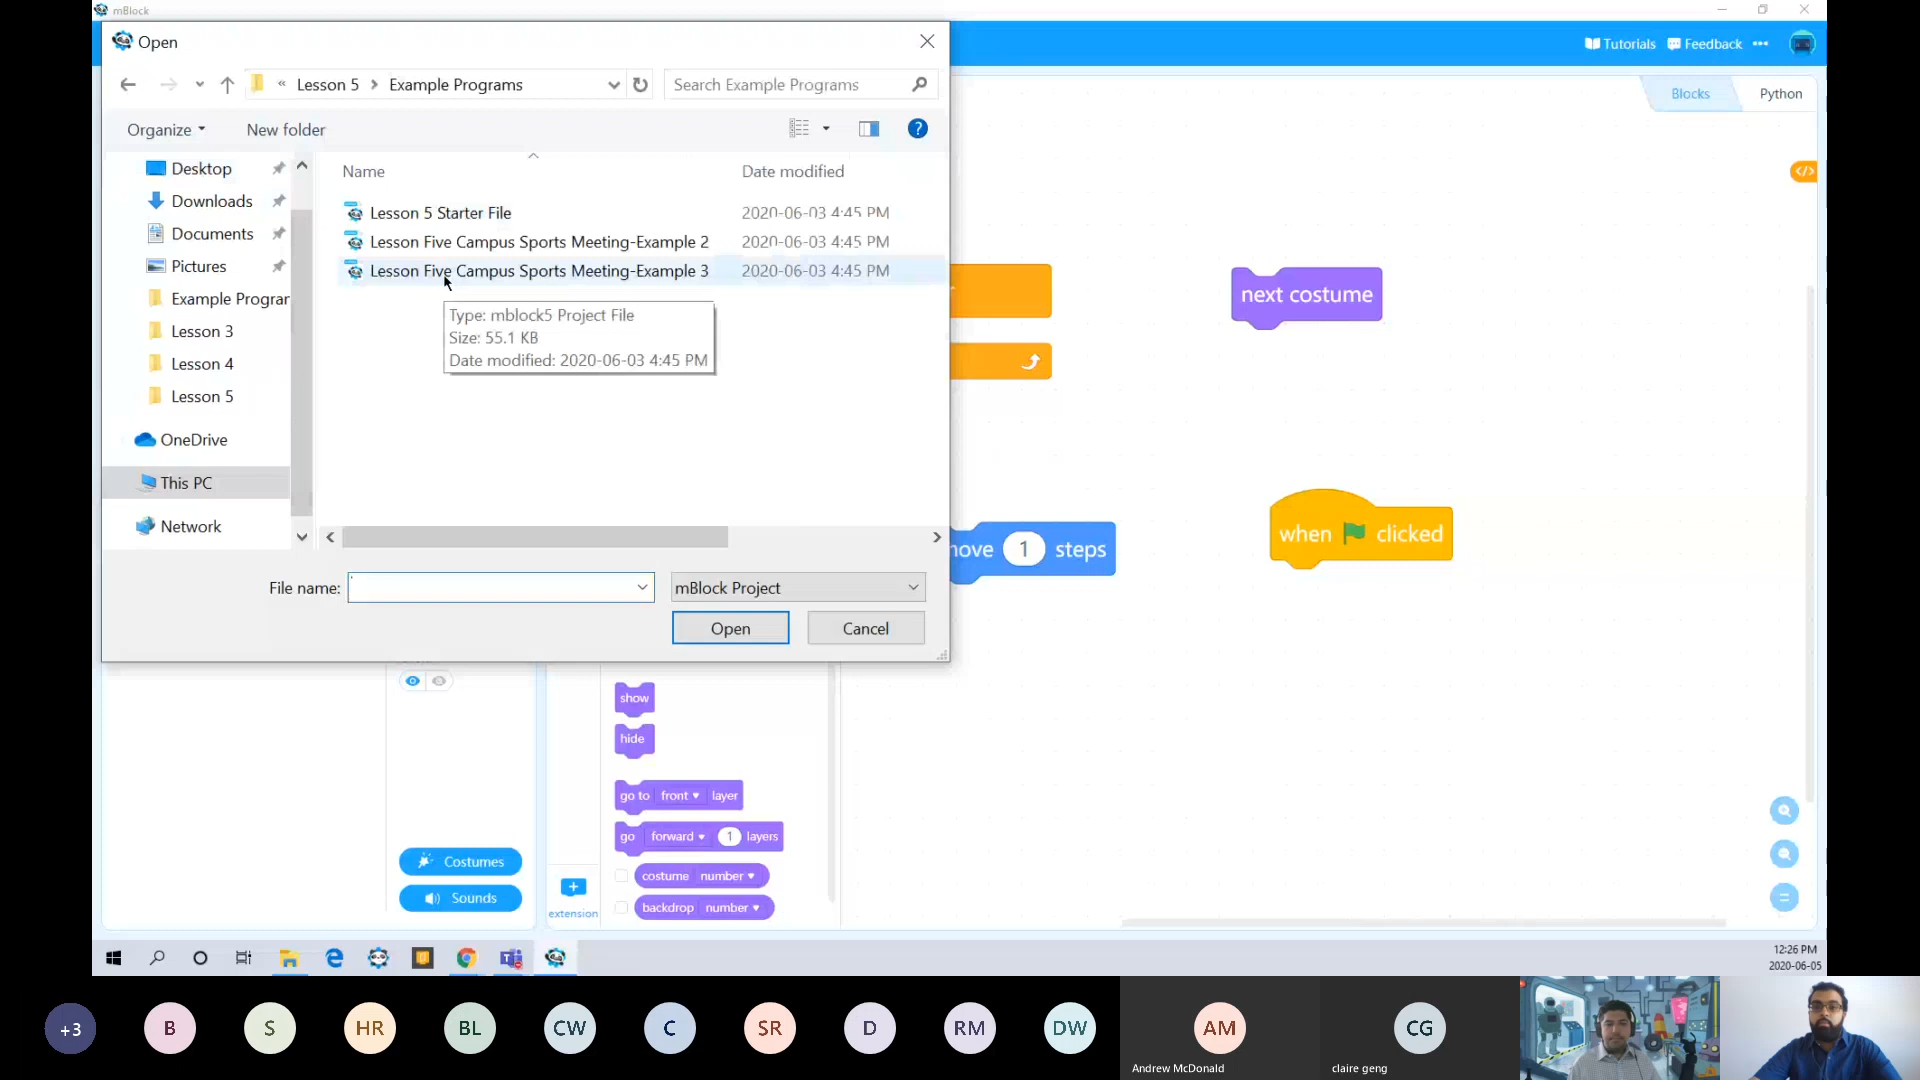 mBlock
Open
Tutorials
Feedback
« Lesson 5 > Example Programs
Search Example Programs
Blocks
Python
Organize
New folder
Name
Date modified
Desktop
Downloads
Documents
Pictures
Example Progran
Lesson 3
Lesson 4
Lesson 5
OneDrive
This PC
Network
Lesson 5 Starter File 2020-06-03 4:45 PM
Lesson Five Campus Sports Meeting-Example 2 2020-06-03 4:45 PM
Lesson Five Campus Sports Meeting-Example 3 2020-06-03 4:45 PM
Type: mblock5 Project File
Size: 55.1 KB
Date modified: 2020-06-03 4:45 PM
next costume
when clicked
move 1 steps
File name:
mBlock Project
Open
Cancel
show
hide
go to front layer
go forward 1 layers
costume number
backdrop number
Costumes
Sounds
extension
12:26 PM
2020-06-05
+3
B
S
HR
BL
CW
C
SR
D
RM
DW
AM
Andrew McDonald
CG
claire geng